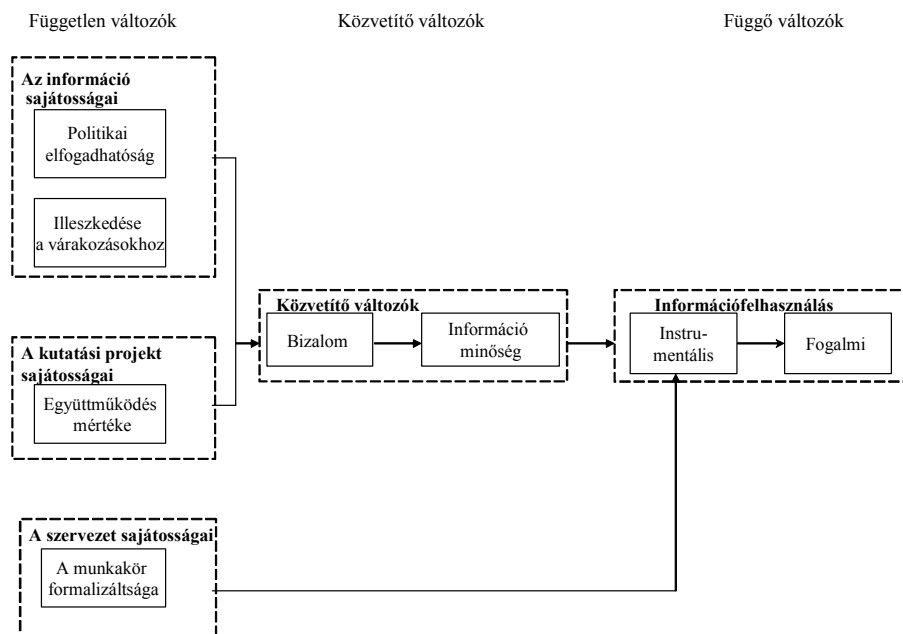 Független változók
Közvetítő változók
Függő változók
Az információ
sajátosságai
Politikai
elfogadhatóság
Illeszkedése
a várakozásokhoz
A kutatási projekt
sajátosságai
Együttműködés
mértéke
A szervezet sajátosságai
A munkakör
formalizáltsága
Közvetítő változók
Bizalom
Információ
minőség
Információfelhasználás
Instru-
mentális
Fogalmi